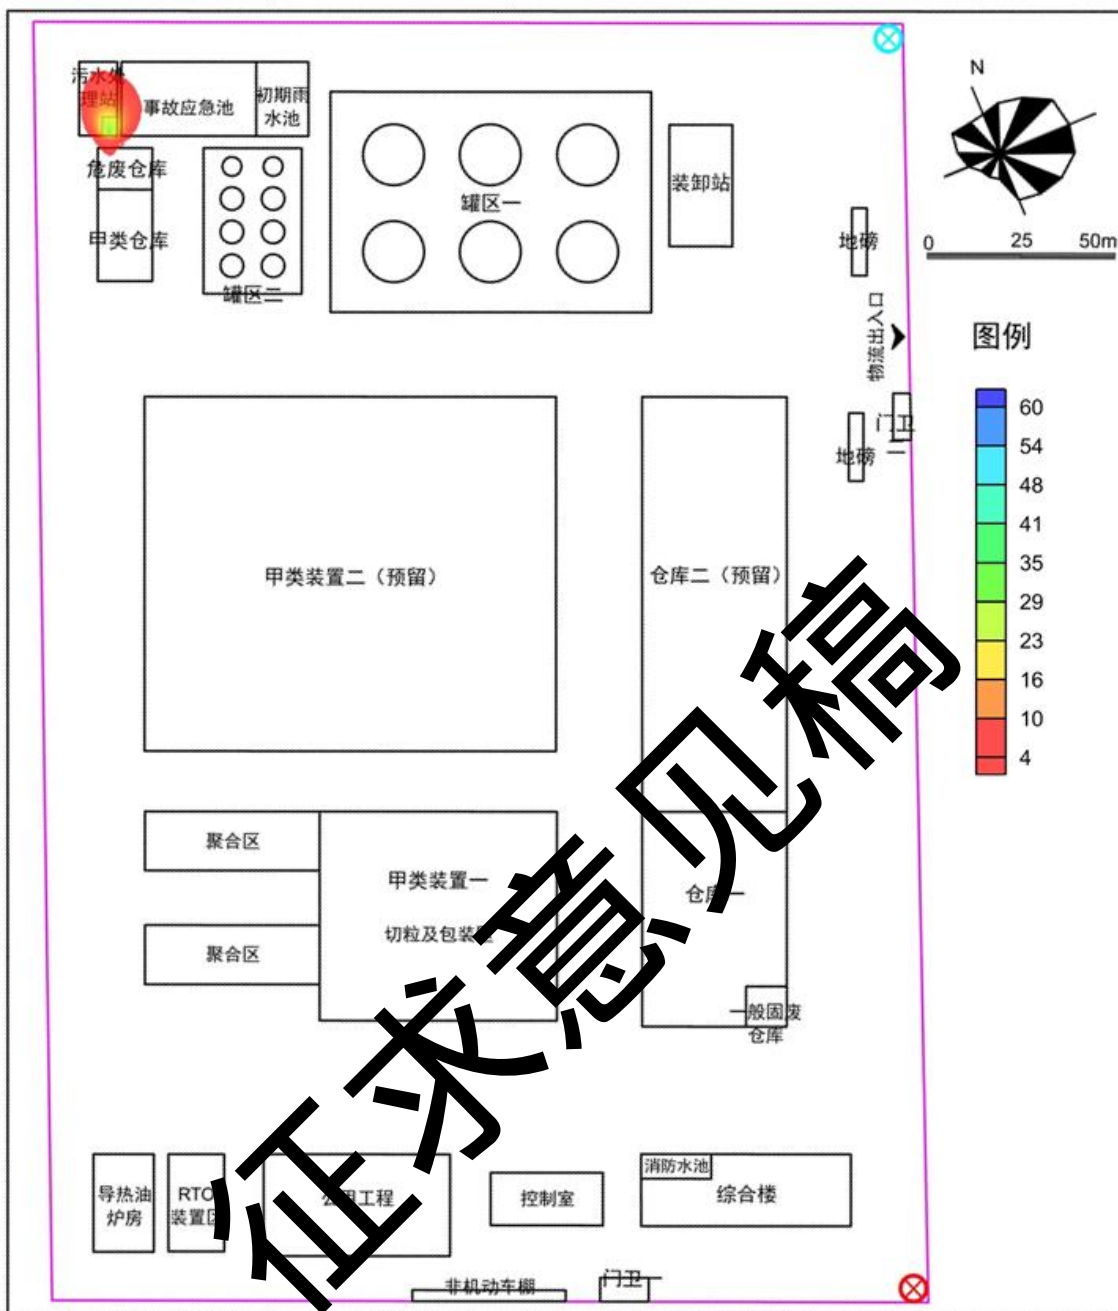 污水处
理站
事故应急池
初期雨
水池
危废仓库
甲类仓库
罐区二
罐区一
装卸站
地磅
物流出入口
门卫
二
地磅
N
0 25 50m
图例
60
54
48
41
35
29
23
16
10
4
甲类装置二（预留）
仓库二（预留）
聚合区
甲类装置一
切粒及包装区
聚合区
仓库一
一般固废
仓库
导热油
炉房
RTO
装置区
公用工程
控制室
消防水池
综合楼
非机动车棚
门卫一
征求意见稿